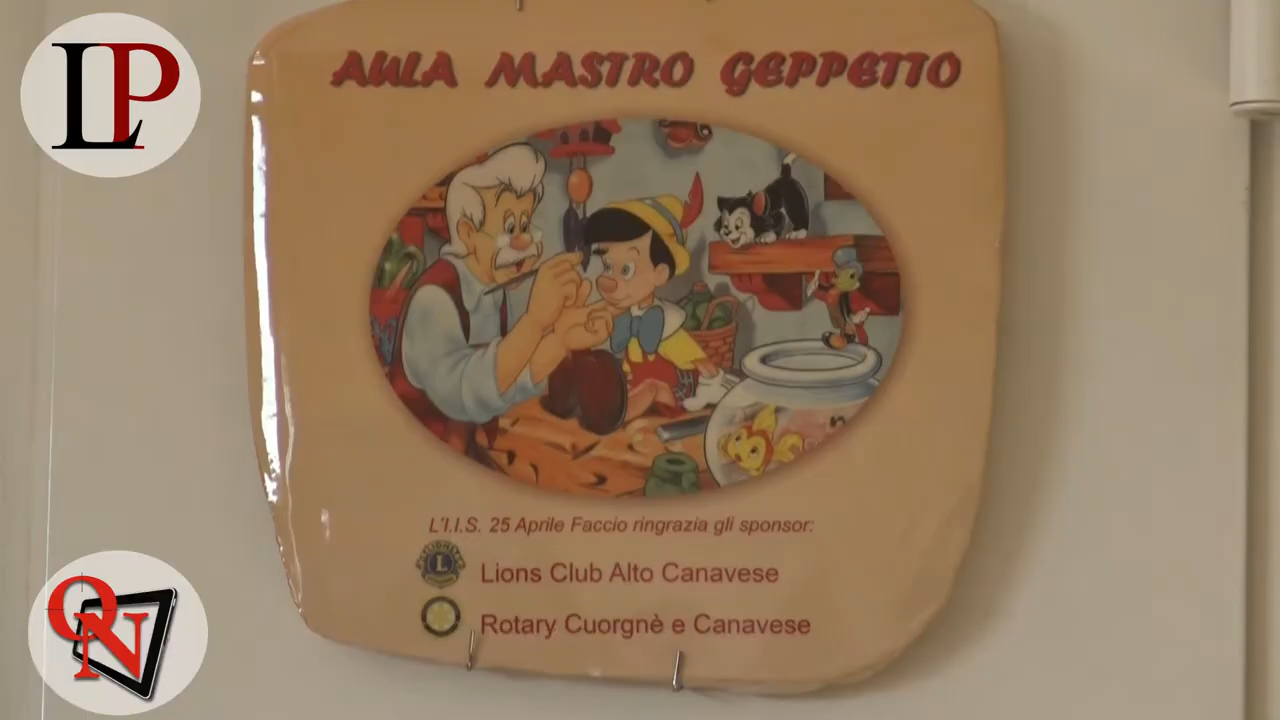 LP
AULA MASTRO GEPPETTO
L'I.I.S. 25 Aprile Faccio ringrazia gli sponsor:
L
Lions Club Alto Canavese
Rotary Cuorgnè e Canavese
QN